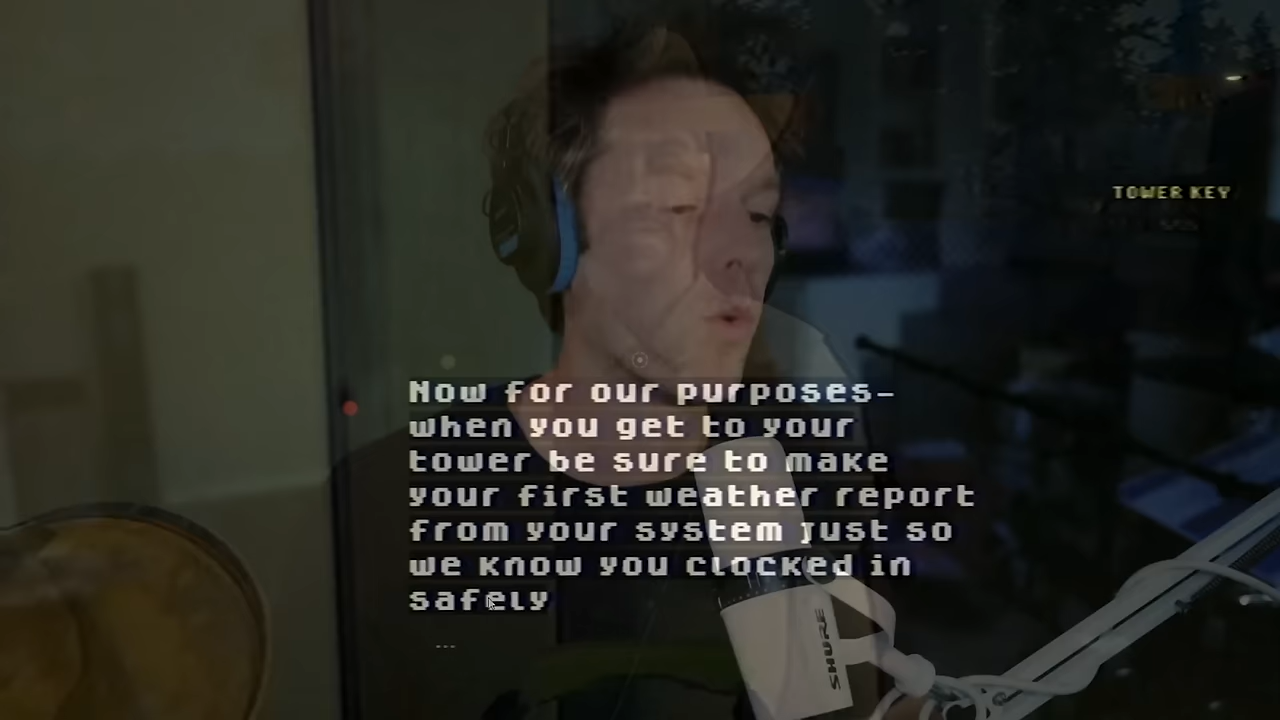 TOWER KEY
Now for our purposes-
when you get to your
tower be sure to make
your first weather report
from your system just so
we know you clocked in
safely
...
SHURE